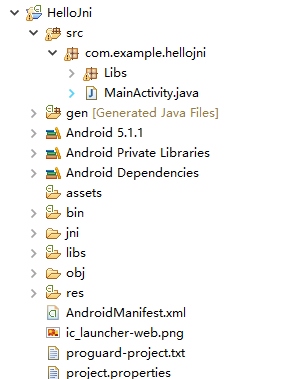 HelloJni
src
com.example.hellojni
Libs
MainActivity.java
gen [Generated Java Files]
Android 5.1.1
Android Private Libraries
Android Dependencies
assets
bin
jni
libs
obj
res
AndroidManifest.xml
ic_launcher-web.png
proguard-project.txt
project.properties